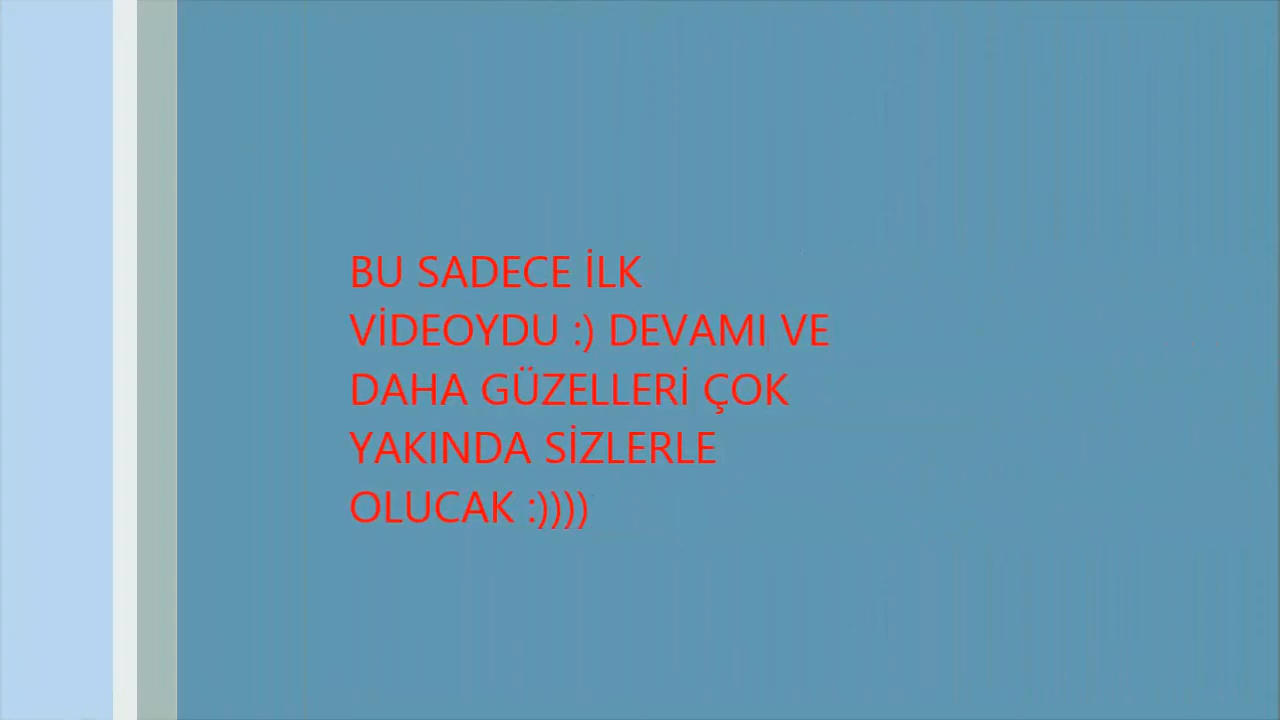 BU SADECE İLK
VİDEOYDU :) DEVAMI VE
DAHA GÜZELLERİ ÇOK
YAKINDA SİZLERLE
OLUCAK :))))